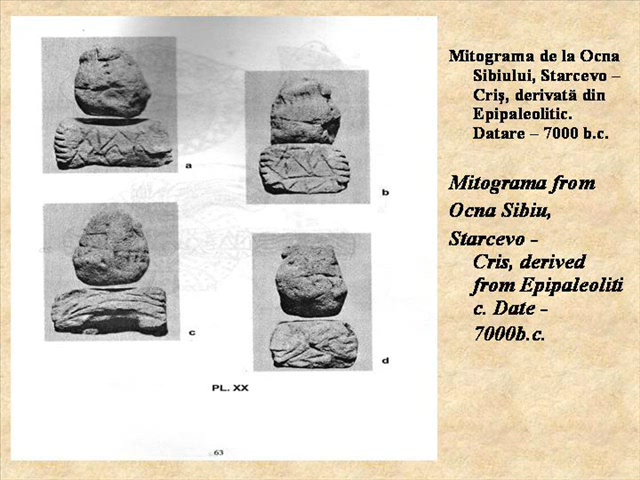 Mitograma de la Ocna
Sibiului, Starcevo –
Criş, derivată din
Epipaleolitic.
Datare – 7000 b.c.
Mitograma from
Ocna Sibiu,
Starcevo -
Cris, derived
from Epipaleoliti
c. Date -
7000b.c.
a
b
c
d
PL. XX
63